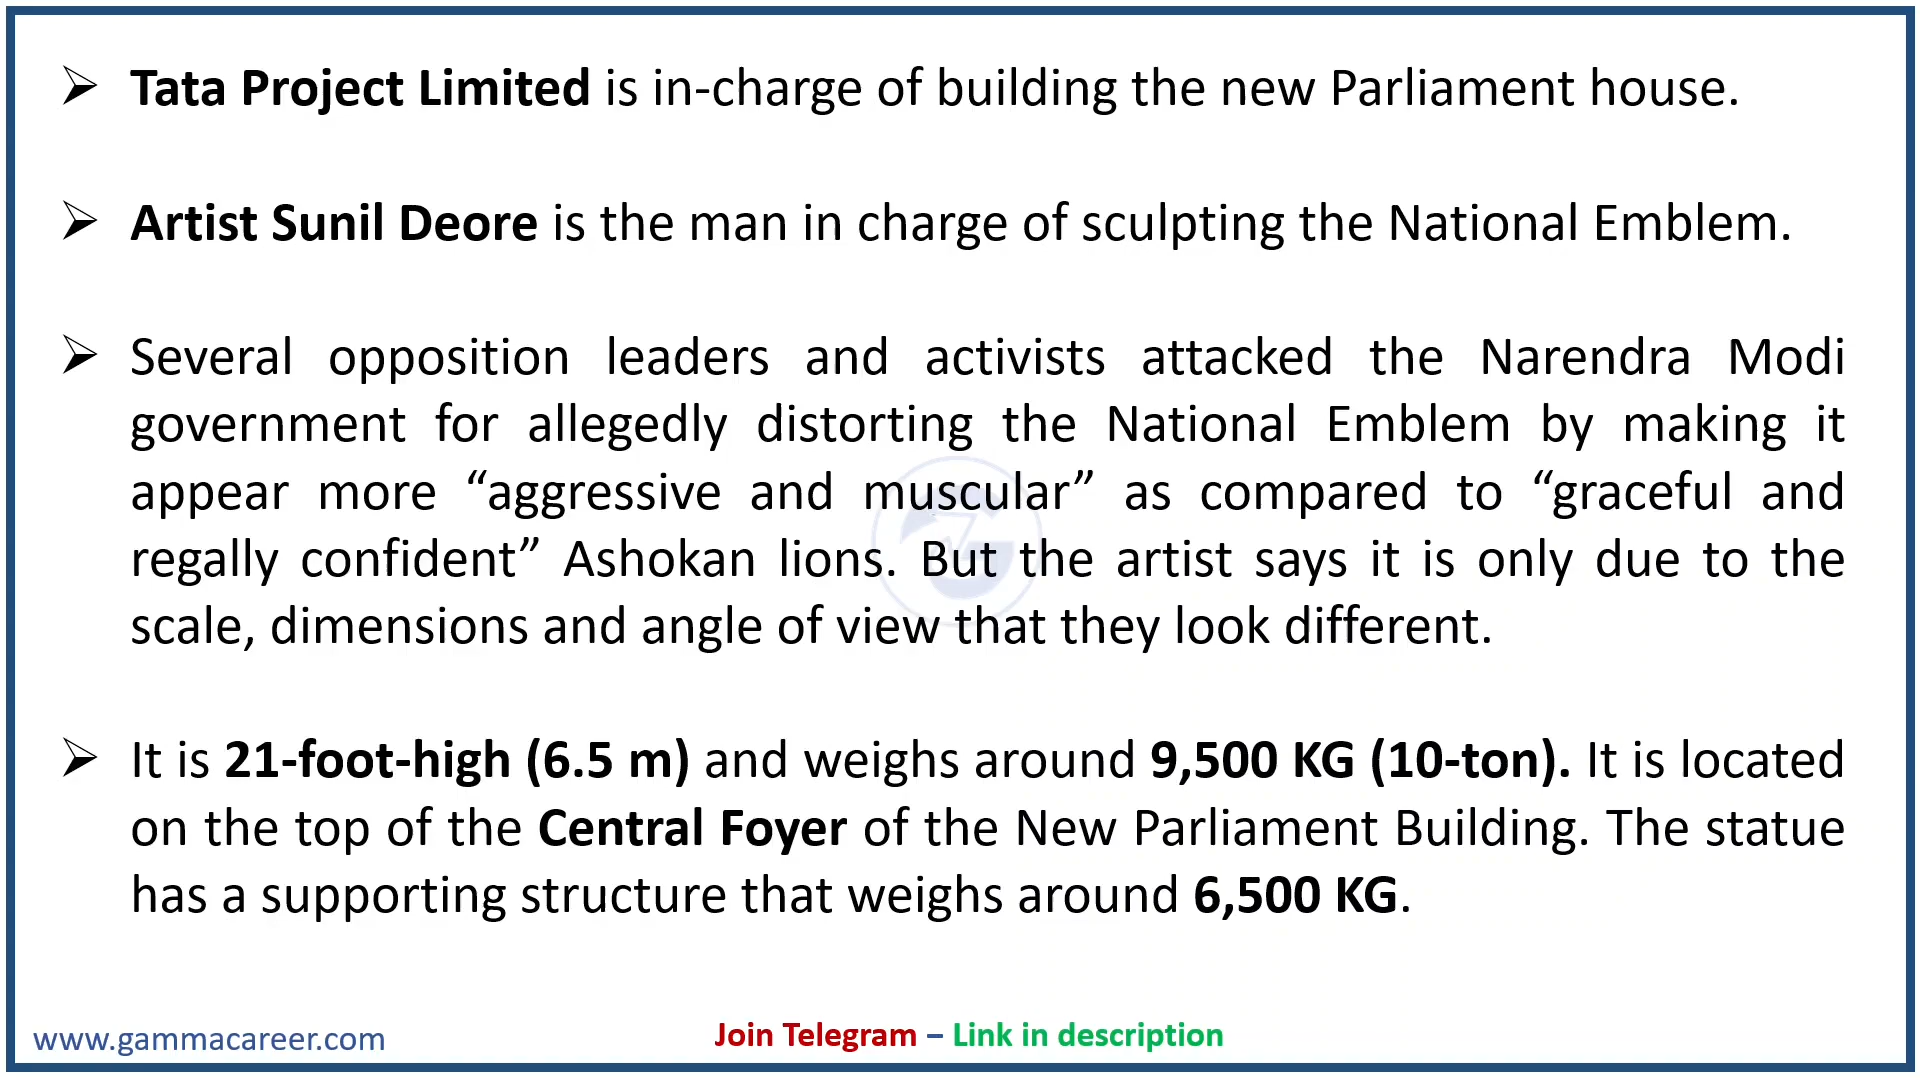 ➢ Tata Project Limited is in-charge of building the new Parliament house.
➢ Artist Sunil Deore is the man in charge of sculpting the National Emblem.
➢ Several opposition leaders and activists attacked the Narendra Modi
government for allegedly distorting the National Emblem by making it
appear more “aggressive and muscular” as compared to “graceful and
regally confident” Ashokan lions. But the artist says it is only due to the
scale, dimensions and angle of view that they look different.
➢ It is 21-foot-high (6.5 m) and weighs around 9,500 KG (10-ton). It is located
on the top of the Central Foyer of the New Parliament Building. The statue
has a supporting structure that weighs around 6,500 KG.
www.gammacareer.com
Join Telegram – Link in description